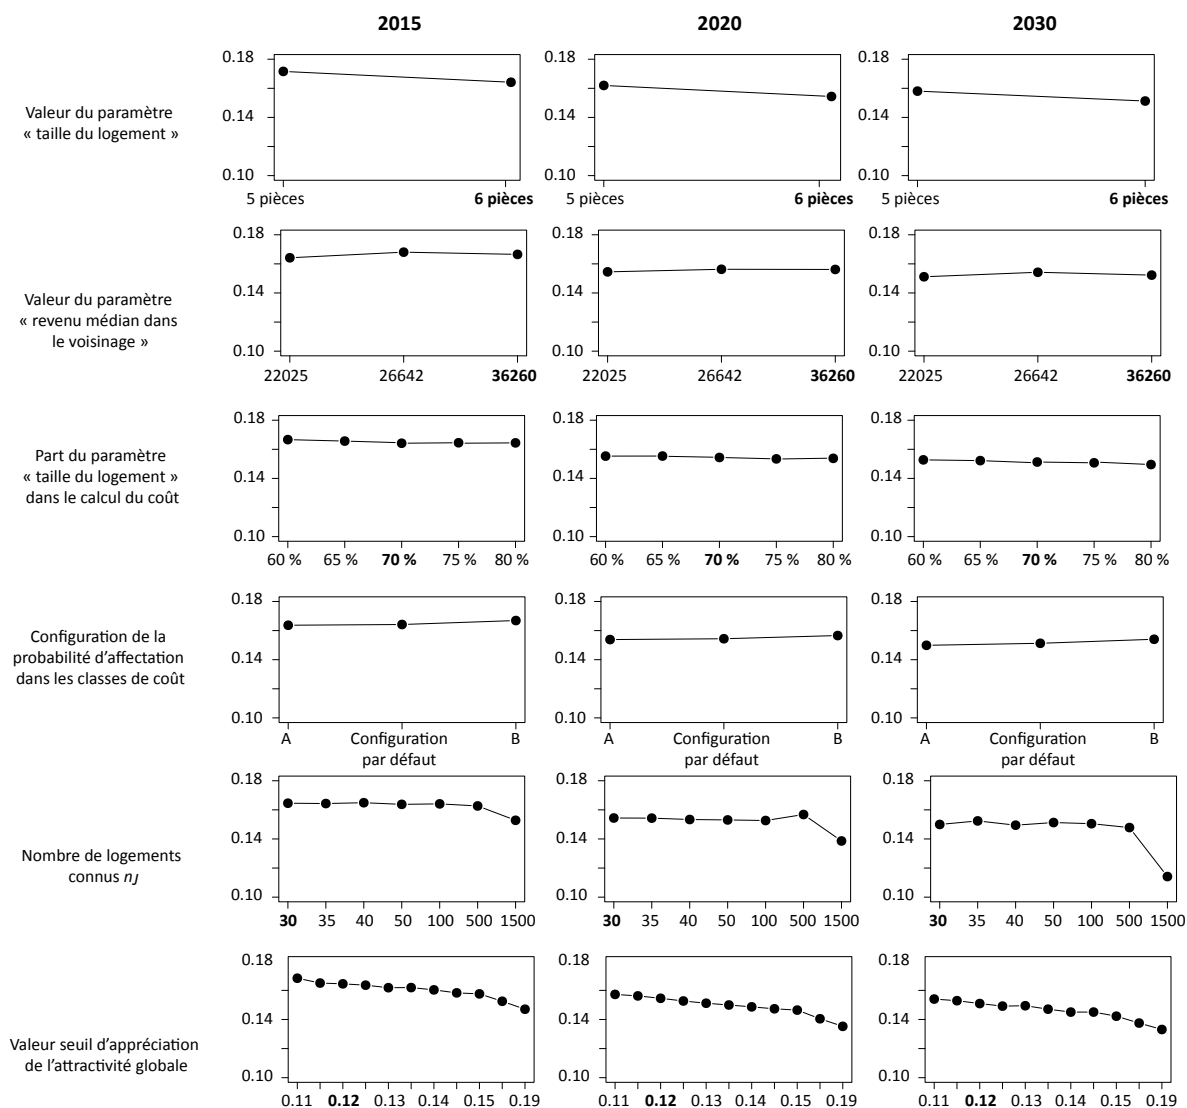 2015 2020 2030
Valeur du paramètre
« taille du logement »
0.18 0.18 0.18
0.14 0.14 0.14
0.10 0.10 0.10
5 pièces 6 pièces 5 pièces 6 pièces 5 pièces 6 pièces
Valeur du paramètre
« revenu médian dans
le voisinage »
0.18 0.18 0.18
0.14 0.14 0.14
0.10 0.10 0.10
22025 26642 36260 22025 26642 36260 22025 26642 36260
Part du paramètre
« taille du logement »
dans le calcul du coût
0.18 0.18 0.18
0.14 0.14 0.14
0.10 0.10 0.10
60 % 65 % 70 % 75 % 80 % 60 % 65 % 70 % 75 % 80 % 60 % 65 % 70 % 75 % 80 %
Configuration de la
probabilité d'affectation
dans les classes de coût
0.18 0.18 0.18
0.14 0.14 0.14
0.10 0.10 0.10
A Configuration B A Configuration B A Configuration B
par défaut par défaut par défaut
Nombre de logements
connus nJ
0.18 0.18 0.18
0.14 0.14 0.14
0.10 0.10 0.10
30 35 40 50 100 500 1500 30 35 40 50 100 500 1500 30 35 40 50 100 500 1500
Valeur seuil d'appréciation
de l'attractivité globale
0.18 0.18 0.18
0.14 0.14 0.14
0.10 0.10 0.10
0.11 0.12 0.13 0.14 0.15 0.19 0.11 0.12 0.13 0.14 0.15 0.19 0.11 0.12 0.13 0.14 0.15 0.19